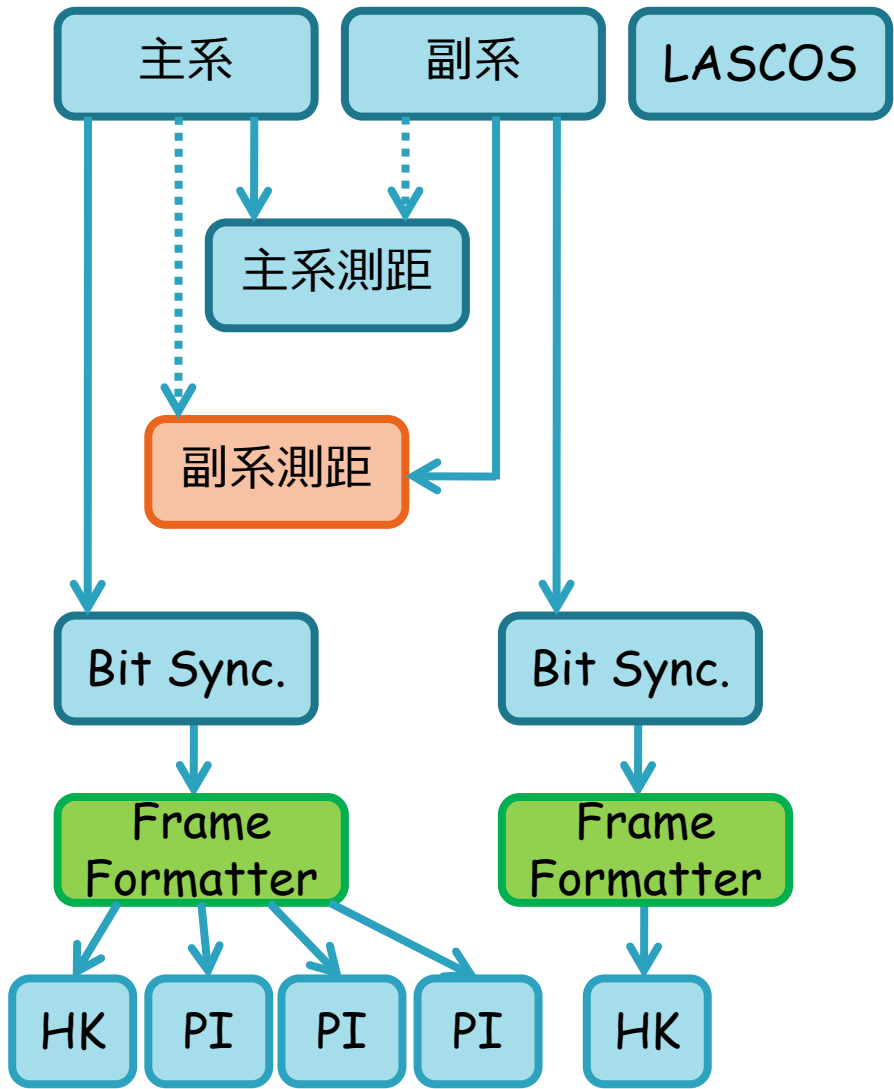 主系
副系
LASCOS
主系測距
副系測距
Bit Sync.
Bit Sync.
Frame
Formatter
Frame
Formatter
HK
PI
PI
PI
HK